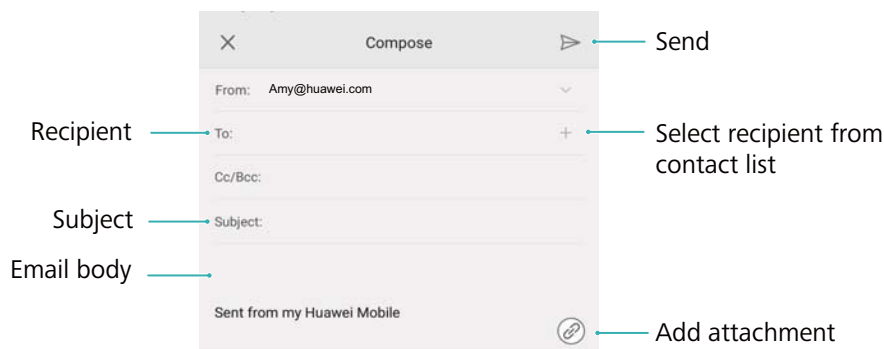 Compose
Send
From: Amy@huawei.com
Recipient
To:
Select recipient from
contact list
Cc/Bcc:
Subject
Subject:
Email body
Sent from my Huawei Mobile
Add attachment